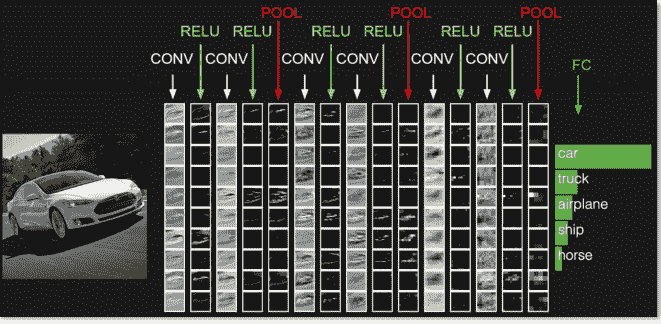 POOL POOL POOL
RELU RELU RELU RELU RELU RELU
CONV CONV CONV CONV CONV CONV
FC
car
truck
airplane
ship
horse